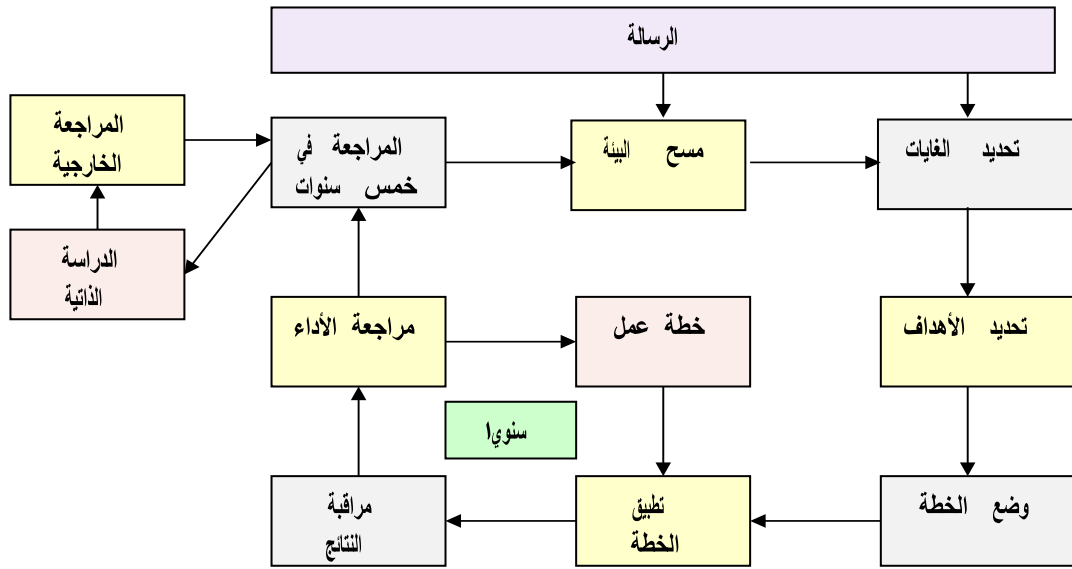 الرسالة
المراجعة
الخارجية
المراجعة في
خمس سنوات
مسح البيئة
تحديد الغايات
الدراسة
الذاتية
مراجعة الأداء
خطة عمل
تحديد الأهداف
سنويا
مراقبة
النتائج
تطبيق
الخطة
وضع الخطة